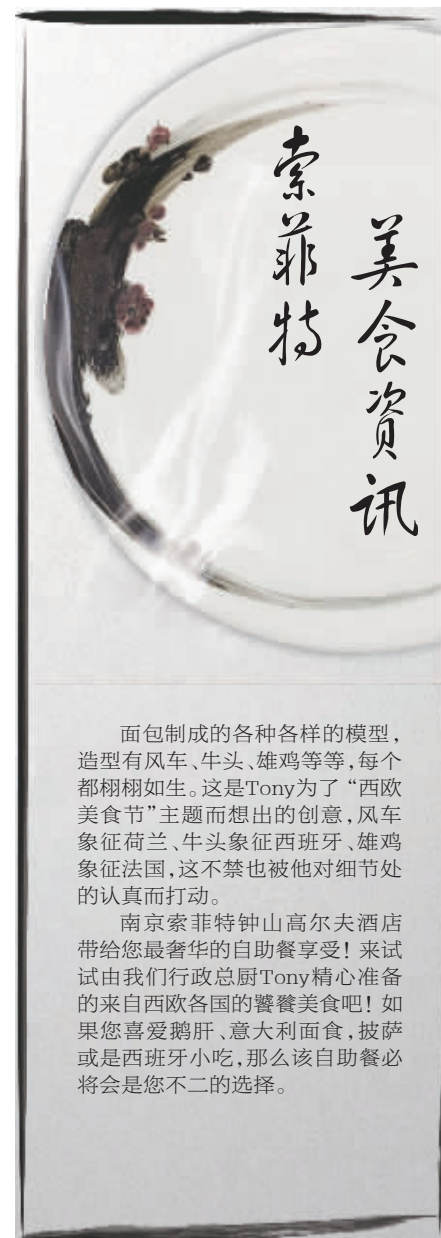 索菲特
美食資讯
面包制成的各种各样的模型，
造型有风车、牛头、雄鸡等等，每个
都栩栩如生。这是Tony为了“西欧
美食节”主题而想出的创意，风车
象征荷兰、牛头象征西班牙、雄鸡
象征法国，这不禁也被他对细节处
的认真而打动。
南京索菲特钟山高尔夫酒店
带给您最奢华的自助餐享受！来试
试由我们行政总厨Tony精心准备
的来自西欧各国的饕餮美食吧！如
果您喜爱鹅肝、意大利面食，披萨
或是西班牙小吃，那么该自助餐必
将会是您不二的选择。